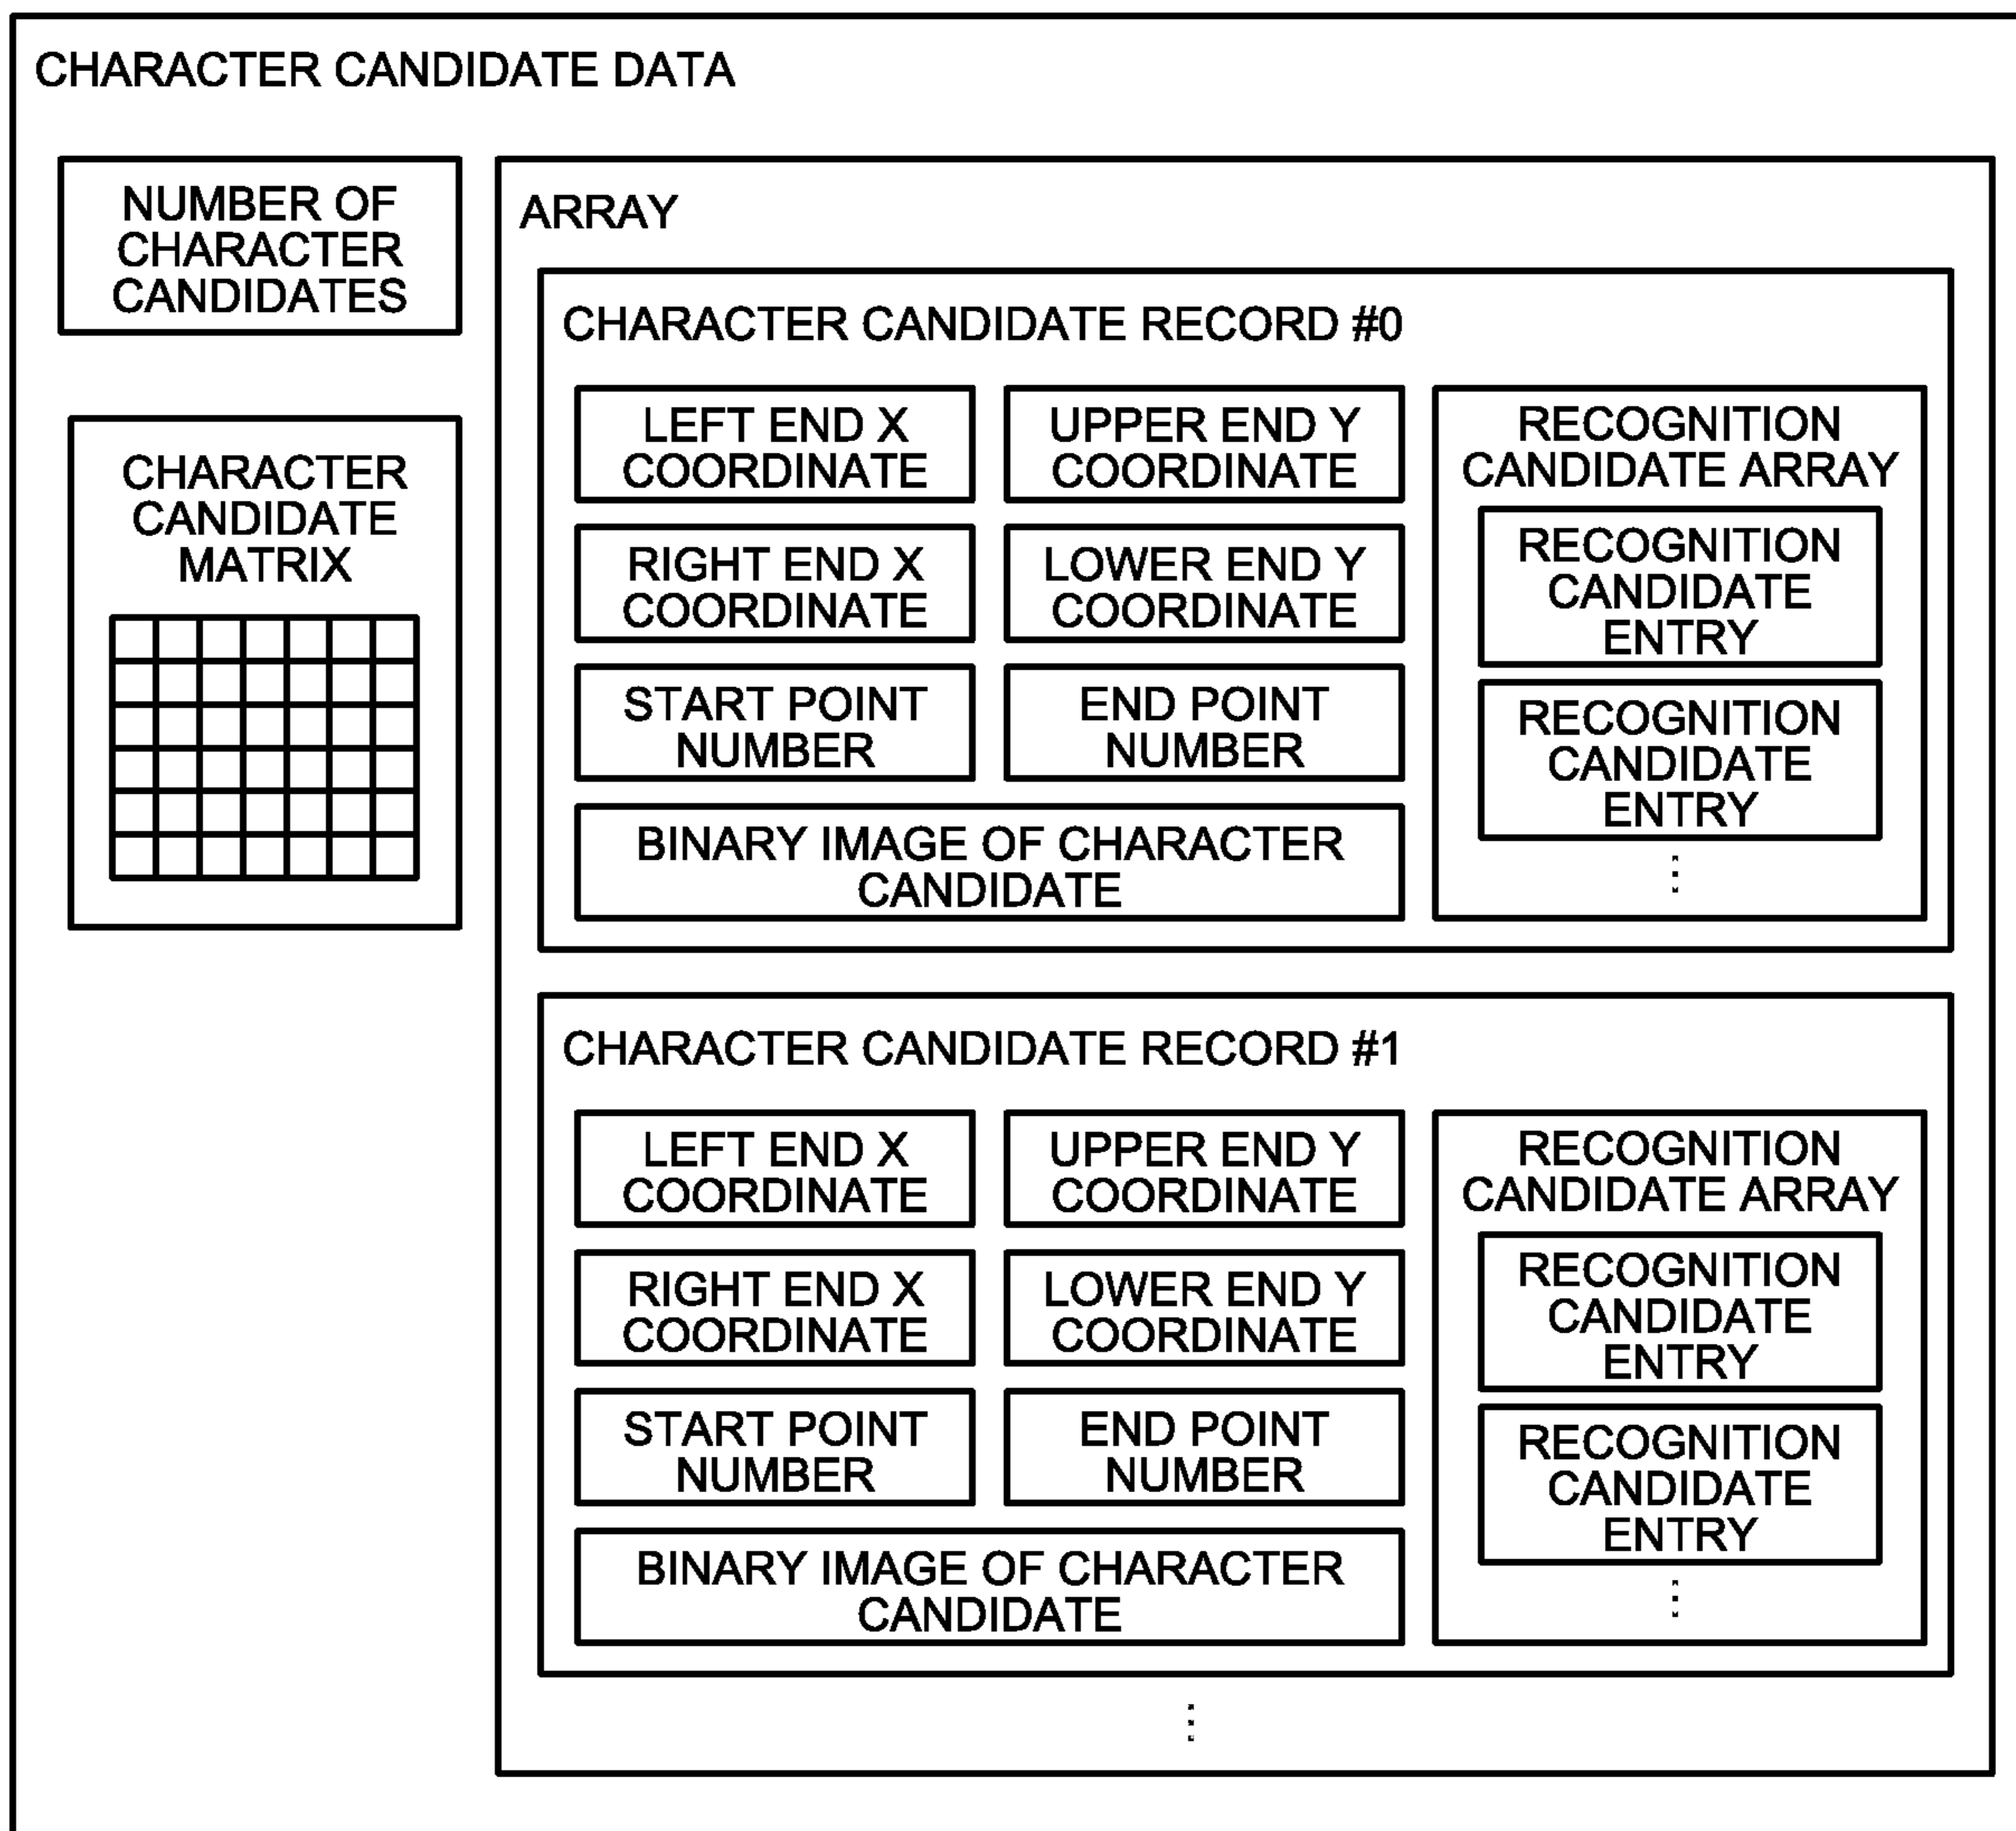 CHARACTER CANDIDATE DATA
NUMBER OF
CHARACTER
CANDIDATES
CHARACTER
CANDIDATE
MATRIX
ARRAY
CHARACTER CANDIDATE RECORD #0
LEFT END X
COORDINATE
UPPER END Y
COORDINATE
RIGHT END X
COORDINATE
LOWER END Y
COORDINATE
START POINT
NUMBER
END POINT
NUMBER
BINARY IMAGE OF CHARACTER
CANDIDATE
RECOGNITION
CANDIDATE ARRAY
RECOGNITION
CANDIDATE
ENTRY
RECOGNITION
CANDIDATE
ENTRY
CHARACTER CANDIDATE RECORD #1
LEFT END X
COORDINATE
UPPER END Y
COORDINATE
RIGHT END X
COORDINATE
LOWER END Y
COORDINATE
START POINT
NUMBER
END POINT
NUMBER
BINARY IMAGE OF CHARACTER
CANDIDATE
RECOGNITION
CANDIDATE ARRAY
RECOGNITION
CANDIDATE
ENTRY
RECOGNITION
CANDIDATE
ENTRY